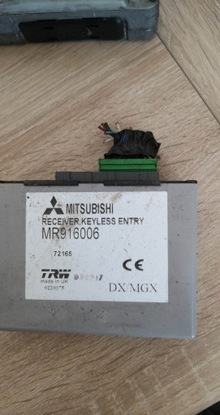 MITSUBISHI
RECEIVER KEYLESS ENTRY
MR916006
72165
TRW
made in UK
DX/MGX
CE